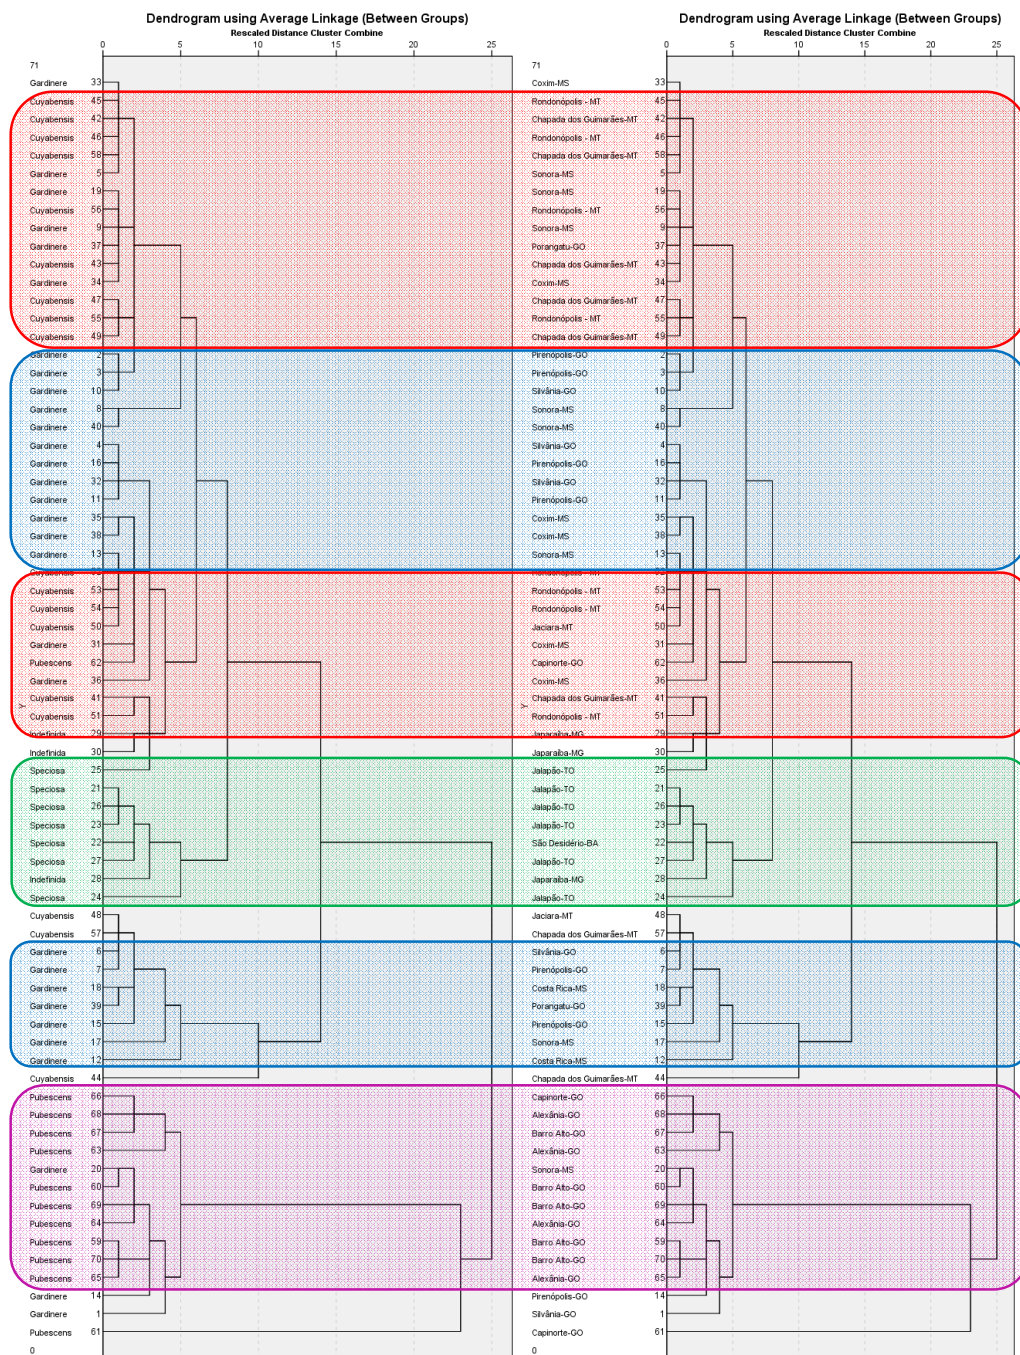 Dendrogram using Average Linkage (Between Groups)
Rescaled Distance Cluster Combine
0 5 10 15 20 25
71
Gardinere 33
Cuyabensis 45
Cuyabensis 42
Cuyabensis 46
Cuyabensis 58
Gardinere 5
Gardinere 19
Cuyabensis 56
Gardinere 9
Gardinere 37
Cuyabensis 43
Gardinere 34
Cuyabensis 47
Cuyabensis 55
Cuyabensis 49
Gardinere 2
Gardinere 3
Gardinere 10
Gardinere 8
Gardinere 40
Gardinere 4
Gardinere 16
Gardinere 32
Gardinere 11
Gardinere 35
Gardinere 38
Gardinere 13
Cuyabensis
Cuyabensis 53
Cuyabensis 54
Cuyabensis 50
Gardinere 31
Pubescens 62
Gardinere 36
Cuyabensis 41
Y
Cuyabensis 51
Indefinida 29
Indefinida 30
Speciosa 25
Speciosa 21
Speciosa 26
Speciosa 23
Speciosa 22
Speciosa 27
Indefinida 28
Speciosa 24
Cuyabensis 48
Cuyabensis 57
Gardinere 6
Gardinere 7
Gardinere 18
Gardinere 39
Gardinere 15
Gardinere 17
Gardinere 12
Cuyabensis 44
Pubescens 66
Pubescens 68
Pubescens 67
Pubescens 63
Gardinere 20
Pubescens 60
Pubescens 69
Pubescens 64
Pubescens 59
Pubescens 70
Pubescens 65
Gardinere 14
Gardinere 1
Pubescens 61
0
Dendrogram using Average Linkage (Between Groups)
Rescaled Distance Cluster Combine
0 5 10 15 20 25
71
Coxim-MS 33
Rondonópolis - MT 45
Chapada dos Guimarães-MT 42
Rondonópolis - MT 46
Chapada dos Guimarães-MT 58
Sonora-MS 5
Sonora-MS 19
Rondonópolis - MT 56
Sonora-MS 9
Porangatu-GO 37
Chapada dos Guimarães-MT 43
Coxim-MS 34
Chapada dos Guimarães-MT 47
Rondonópolis - MT 55
Chapada dos Guimarães-MT 49
Pirenópolis-GO 2
Pirenópolis-GO 3
Silvânia-GO 10
Sonora-MS 8
Sonora-MS 40
Silvânia-GO 4
Pirenópolis-GO 16
Silvânia-GO 32
Pirenópolis-GO 11
Coxim-MS 35
Coxim-MS 38
Sonora-MS 13
Rondonópolis - MT
Rondonópolis - MT 53
Rondonópolis - MT 54
Jaciara-MT 50
Coxim-MS 31
Capinorte-GO 62
Coxim-MS 36
Chapada dos Guimarães-MT 41
Y
Rondonópolis - MT 51
Japaraíba-MG 29
Japaraíba-MG 30
Jalapão-TO 25
Jalapão-TO 21
Jalapão-TO 26
Jalapão-TO 23
São Desidério-BA 22
Jalapão-TO 27
Japaraíba-MG 28
Jalapão-TO 24
Jaciara-MT 48
Chapada dos Guimarães-MT 57
Silvânia-GO 6
Pirenópolis-GO 7
Costa Rica-MS 18
Porangatu-GO 39
Pirenópolis-GO 15
Sonora-MS 17
Costa Rica-MS 12
Chapada dos Guimarães-MT 44
Capinorte-GO 66
Alexânia-GO 68
Barro Alto-GO 67
Alexânia-GO 63
Sonora-MS 20
Barro Alto-GO 60
Barro Alto-GO 69
Alexânia-GO 64
Barro Alto-GO 59
Barro Alto-GO 70
Alexânia-GO 65
Pirenópolis-GO 14
Silvânia-GO 1
Capinorte-GO 61
0